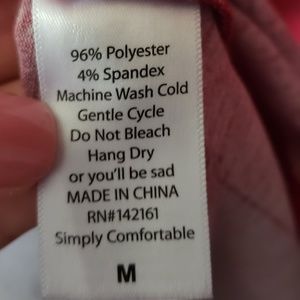 96% Polyester
4% Spandex
Machine Wash Cold
Gentle Cycle
Do Not Bleach
Hang Dry
or you'll be sad
MADE IN CHINA
RN#142161
Simply Comfortable
M